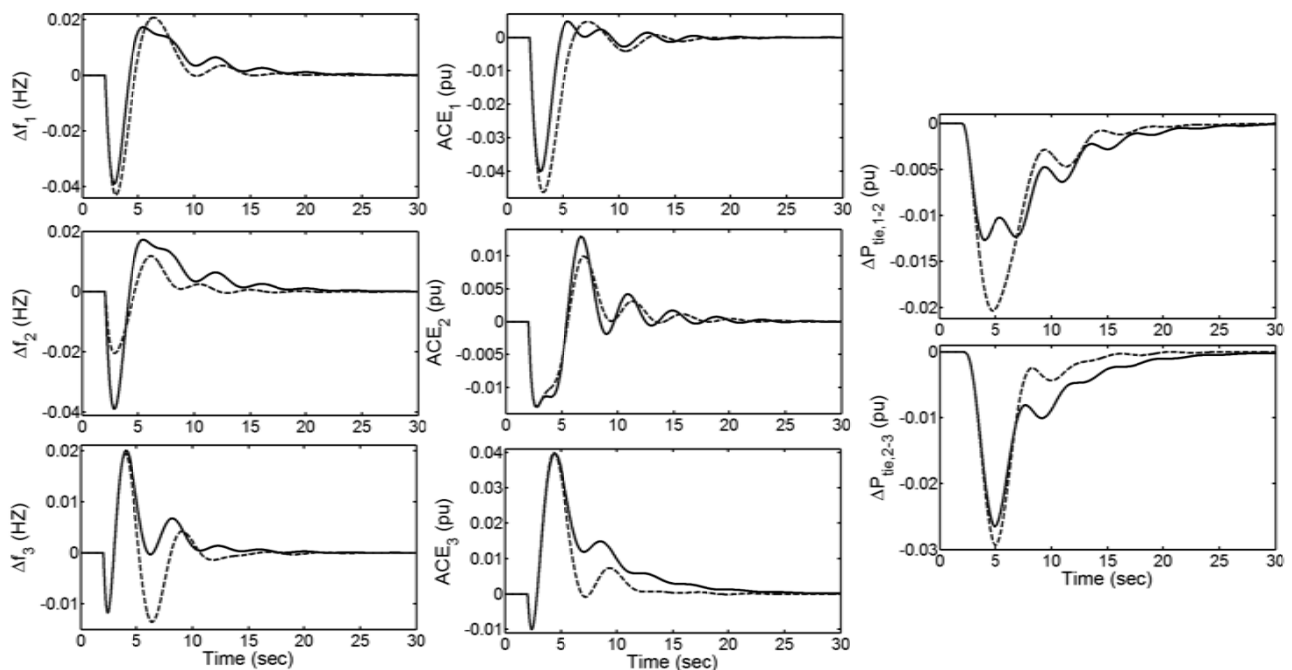 Δf1 (HZ)
0.02
0
-0.02
-0.04
0 5 10 15 20 25 30
ACE1 (pu)
0
-0.01
-0.02
-0.03
-0.04
0 5 10 15 20 25 30
Δf2 (HZ)
0.02
0
-0.02
-0.04
0 5 10 15 20 25 30
ACE2 (pu)
0.01
0.005
0
-0.005
-0.01
0 5 10 15 20 25 30
Δf3 (HZ)
0.02
0.01
0
-0.01
0 5 10 15 20 25 30
Time (sec)
ACE3 (pu)
0.04
0.03
0.02
0.01
0
-0.01
0 5 10 15 20 25 30
Time (sec)
ΔPtie,1-2 (pu)
0
-0.005
-0.01
-0.015
-0.02
0 5 10 15 20 25 30
ΔPtie,2-3 (pu)
0
-0.01
-0.02
-0.03
0 5 10 15 20 25 30
Time (sec)